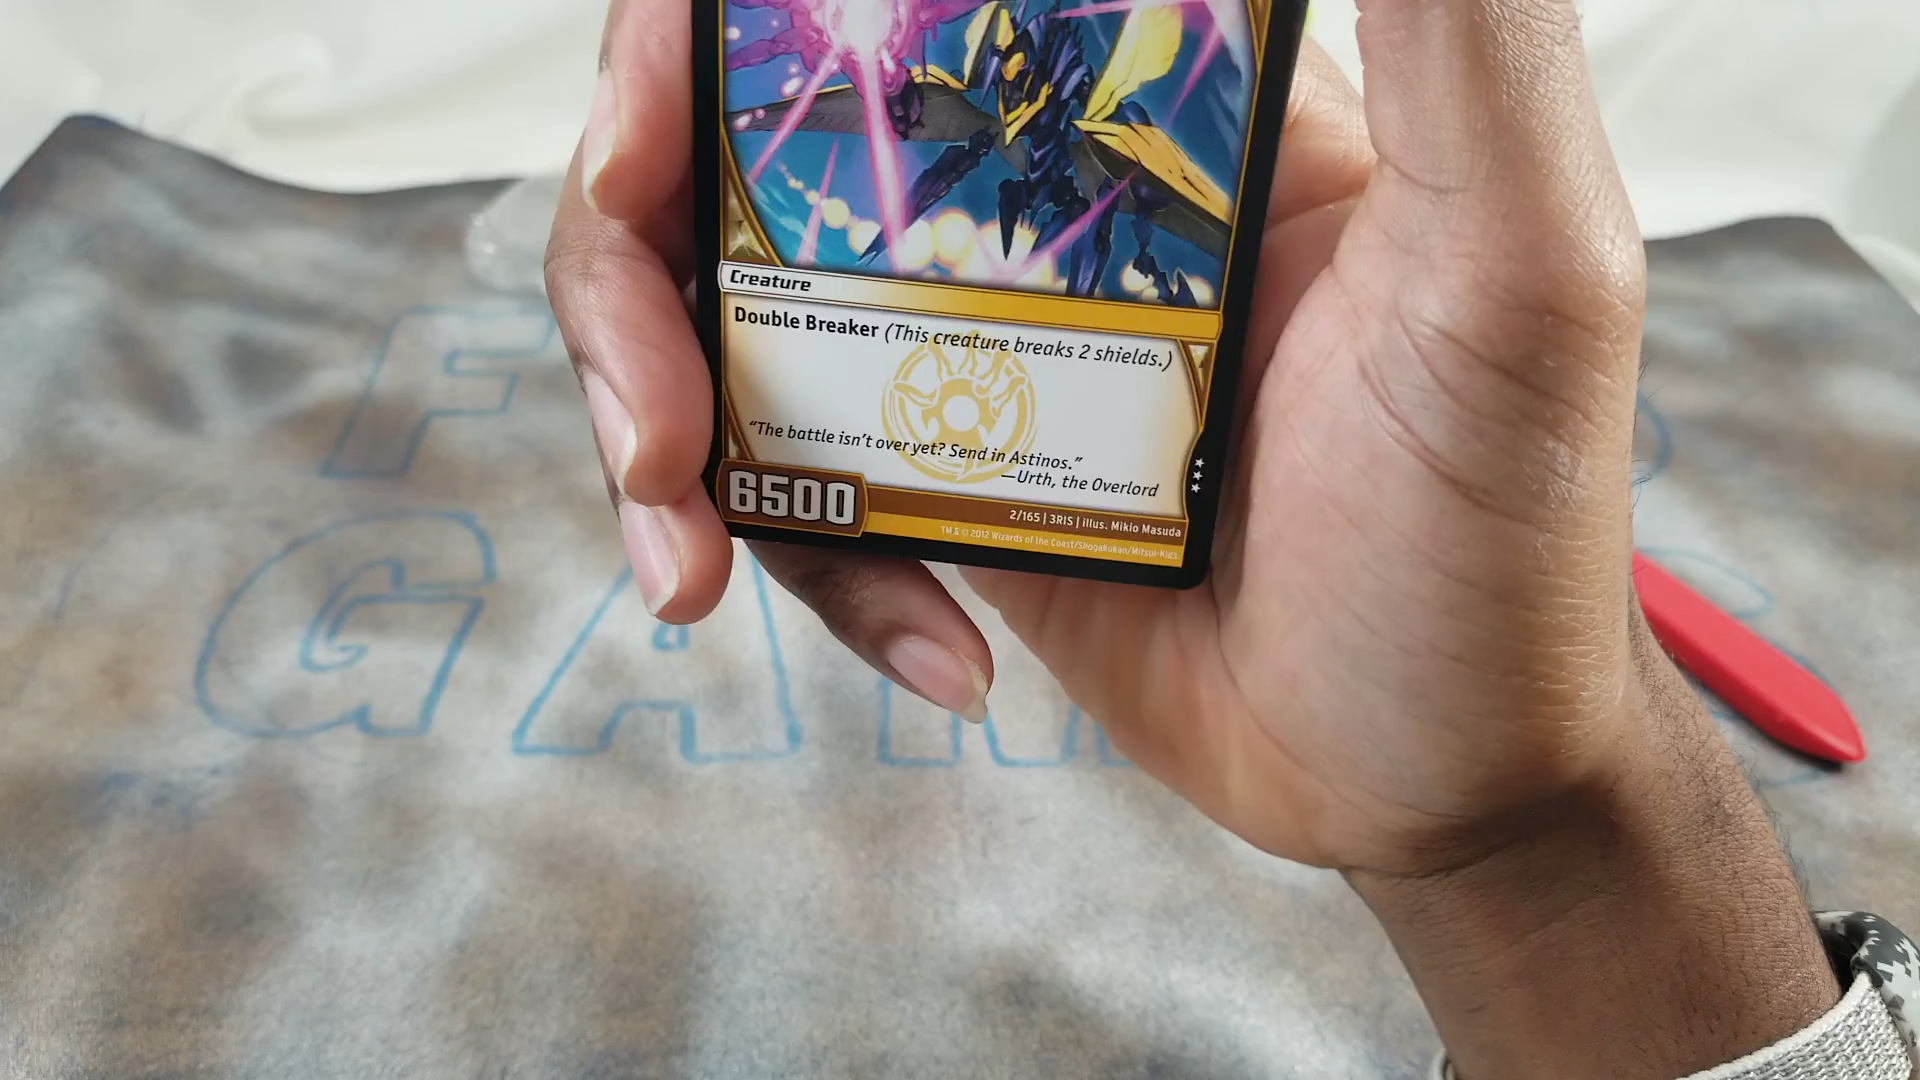 Creature
Double Breaker (This creature breaks 2 shields.)
“The battle isn’t over yet? Send in Astinos.”
—Urth, the Overlord
6500
2/165 | 3RIS | illus. Mikio Masuda
TM & © 2012 Wizards of the Coast/Shogakukan/Mitsui-Kids.
F
GAM